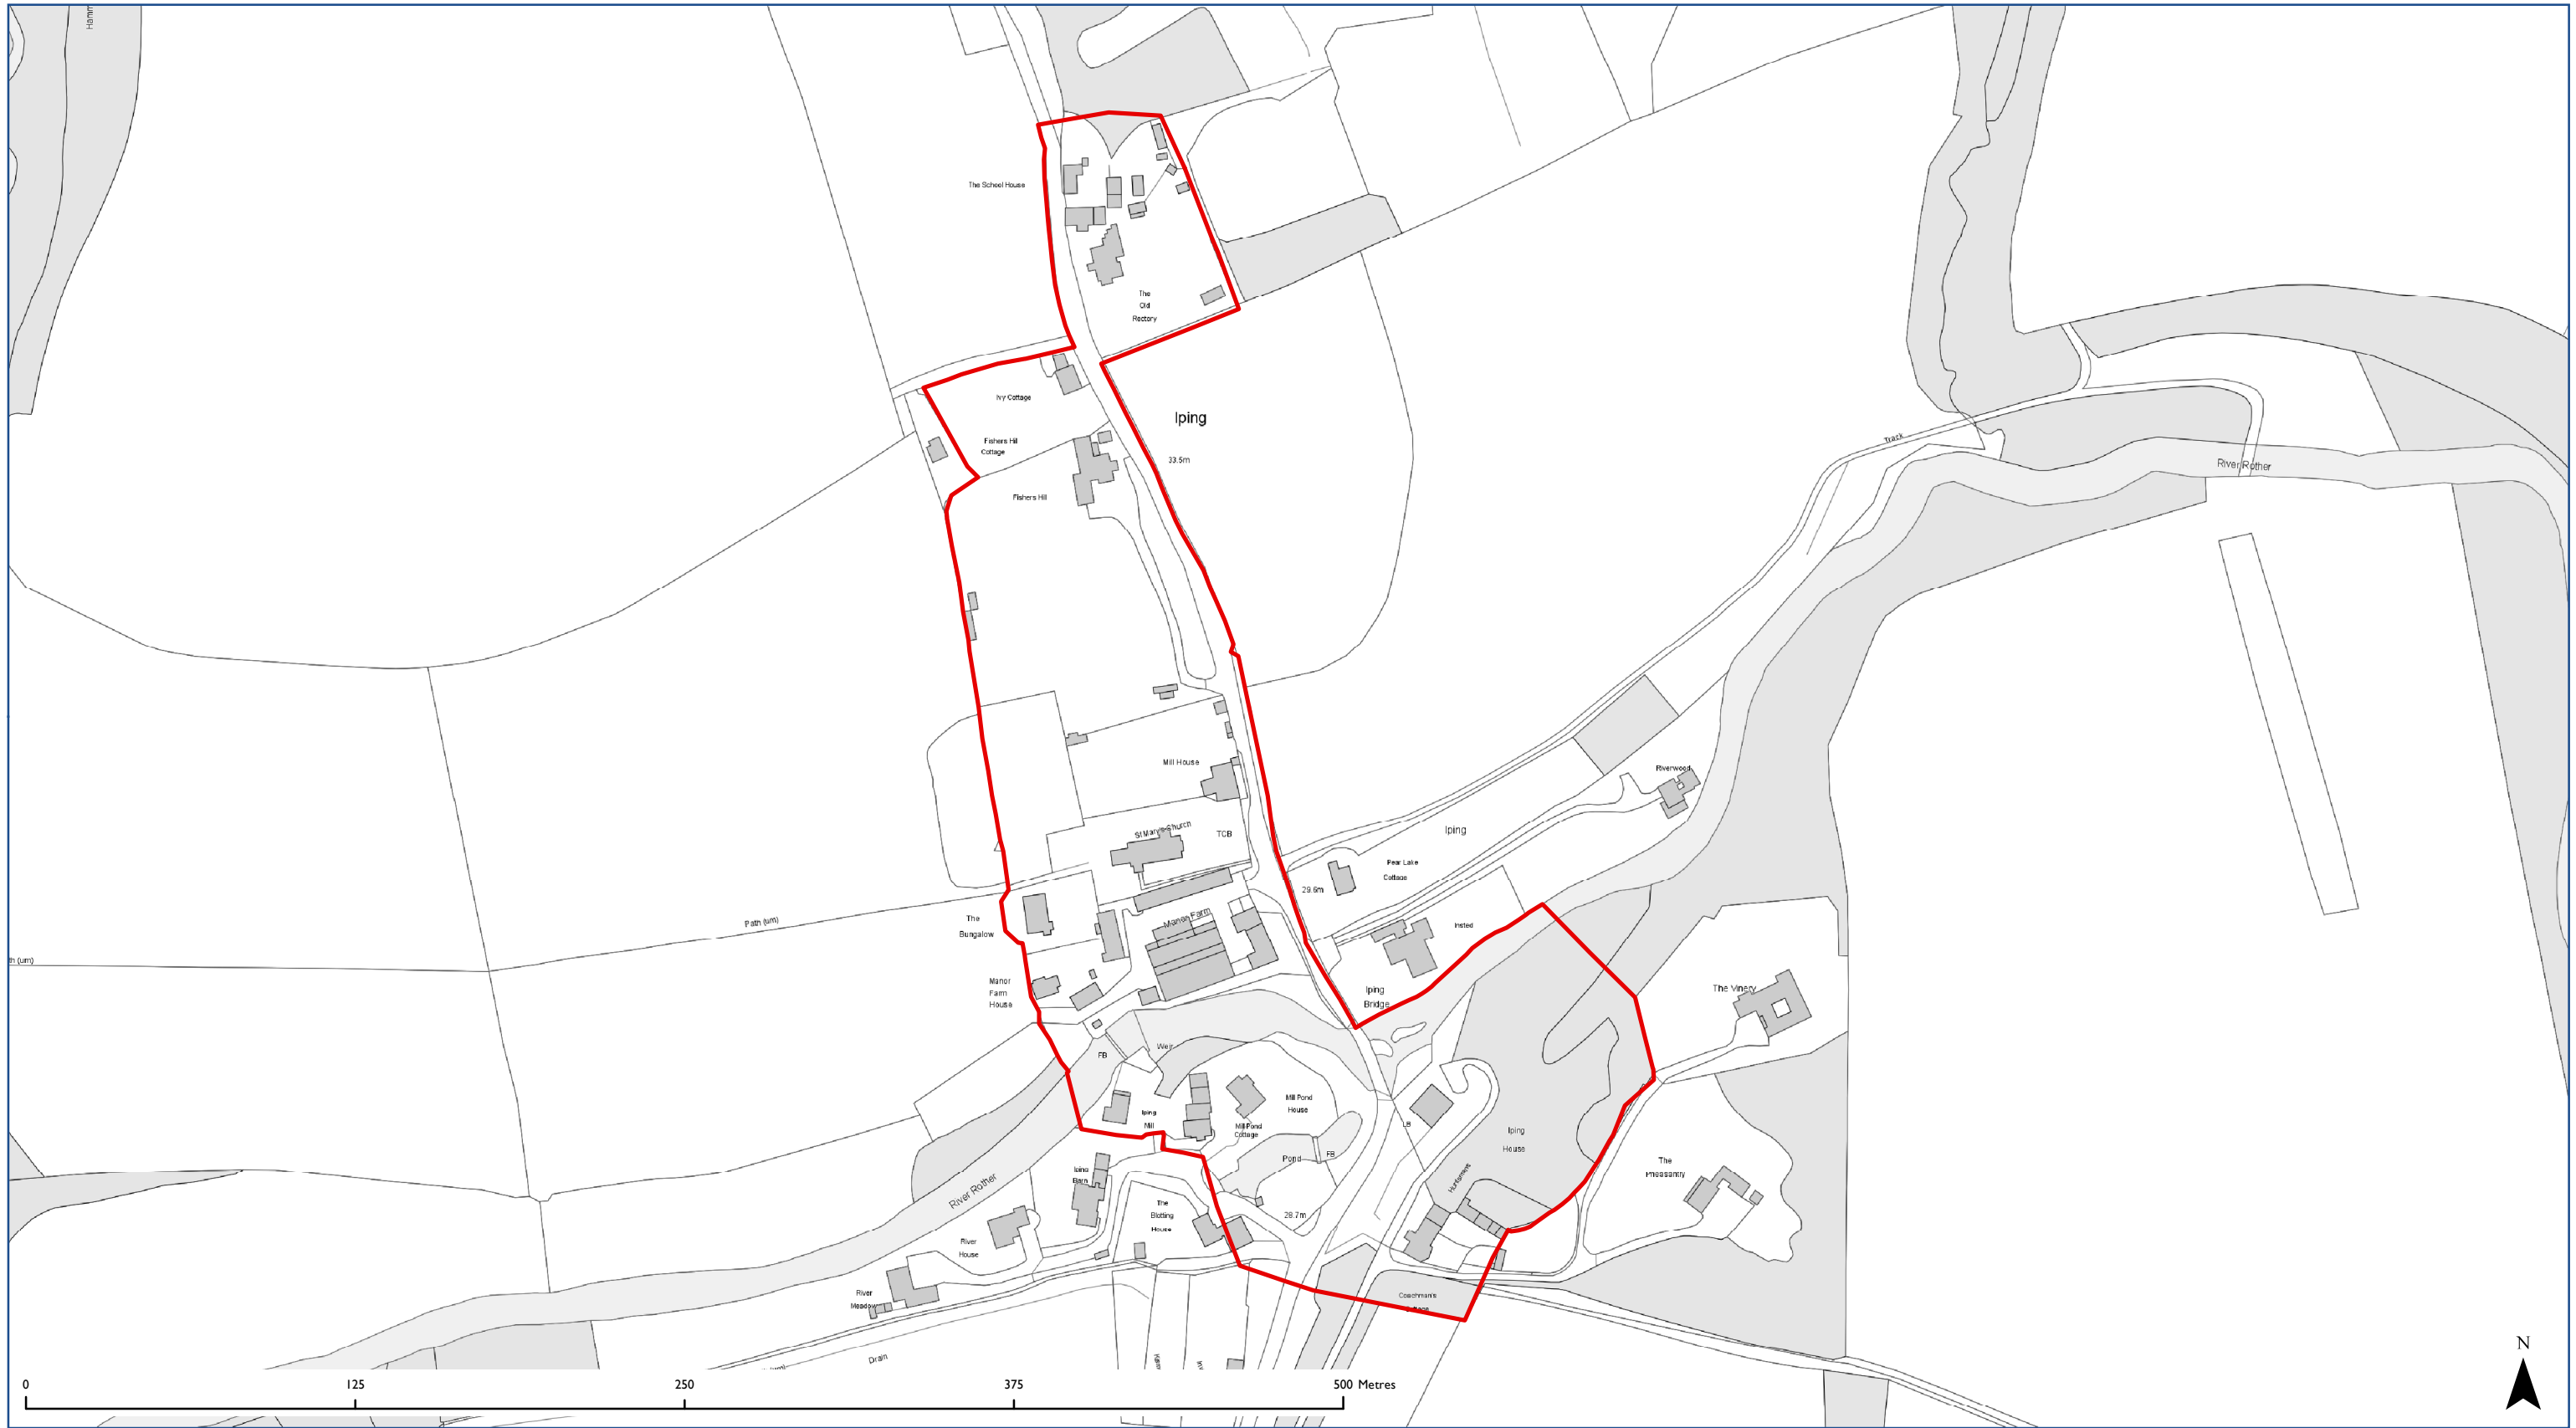 Hamm
The School House
The
Old
Rectory
Iping
Ivy Cottage
Fishers Hill
Cottage
33.5m
Fishers Hill
Track
River Rother
Mill House
Riverwood
St Mary's Church
TCB
Iping
Pear Lake
Cottage
29.6m
The
Bungalow
Path (um)
Manor Farm
Insted
th (um)
Manor
Farm
House
Iping
Bridge
The Vinery
FB
Weir
Iping
Mill
Mill Pond
House
Mill Pond
Cottage
LB
Iping
House
Pond
FB
The
Pheasantry
Iping
Barn
River Rother
The
Blotting
House
28.7m
River
House
River
Meadow
Coachman's
Cottage
Drain
N
0
125
250
375
500 Metres